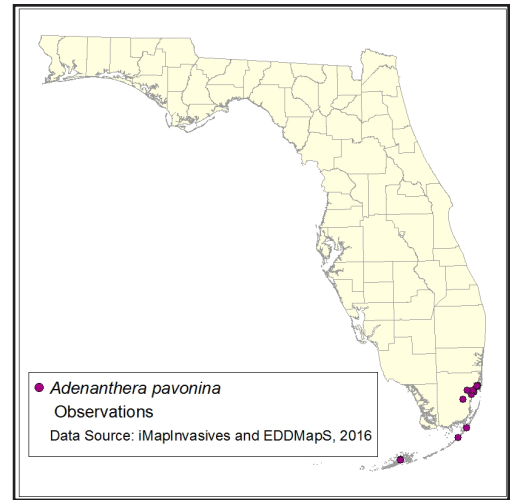 Adenanthera pavonina
Observations
Data Source: iMapInvasives and EDDMapS, 2016